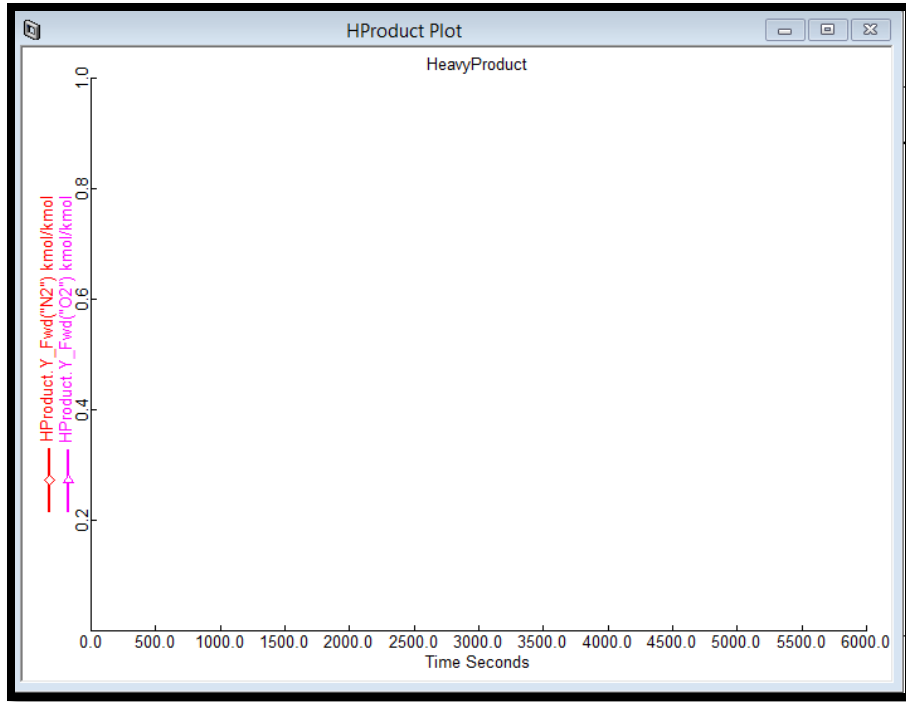 HProduct Plot
HeavyProduct
1.0
0.8
0.6
0.4
0.2
HProduct.Y_Fwd("N2") kmol/kmol
HProduct.Y_Fwd("O2") kmol/kmol
0.0 500.0 1000.0 1500.0 2000.0 2500.0 3000.0 3500.0 4000.0 4500.0 5000.0 5500.0 6000.0
Time Seconds